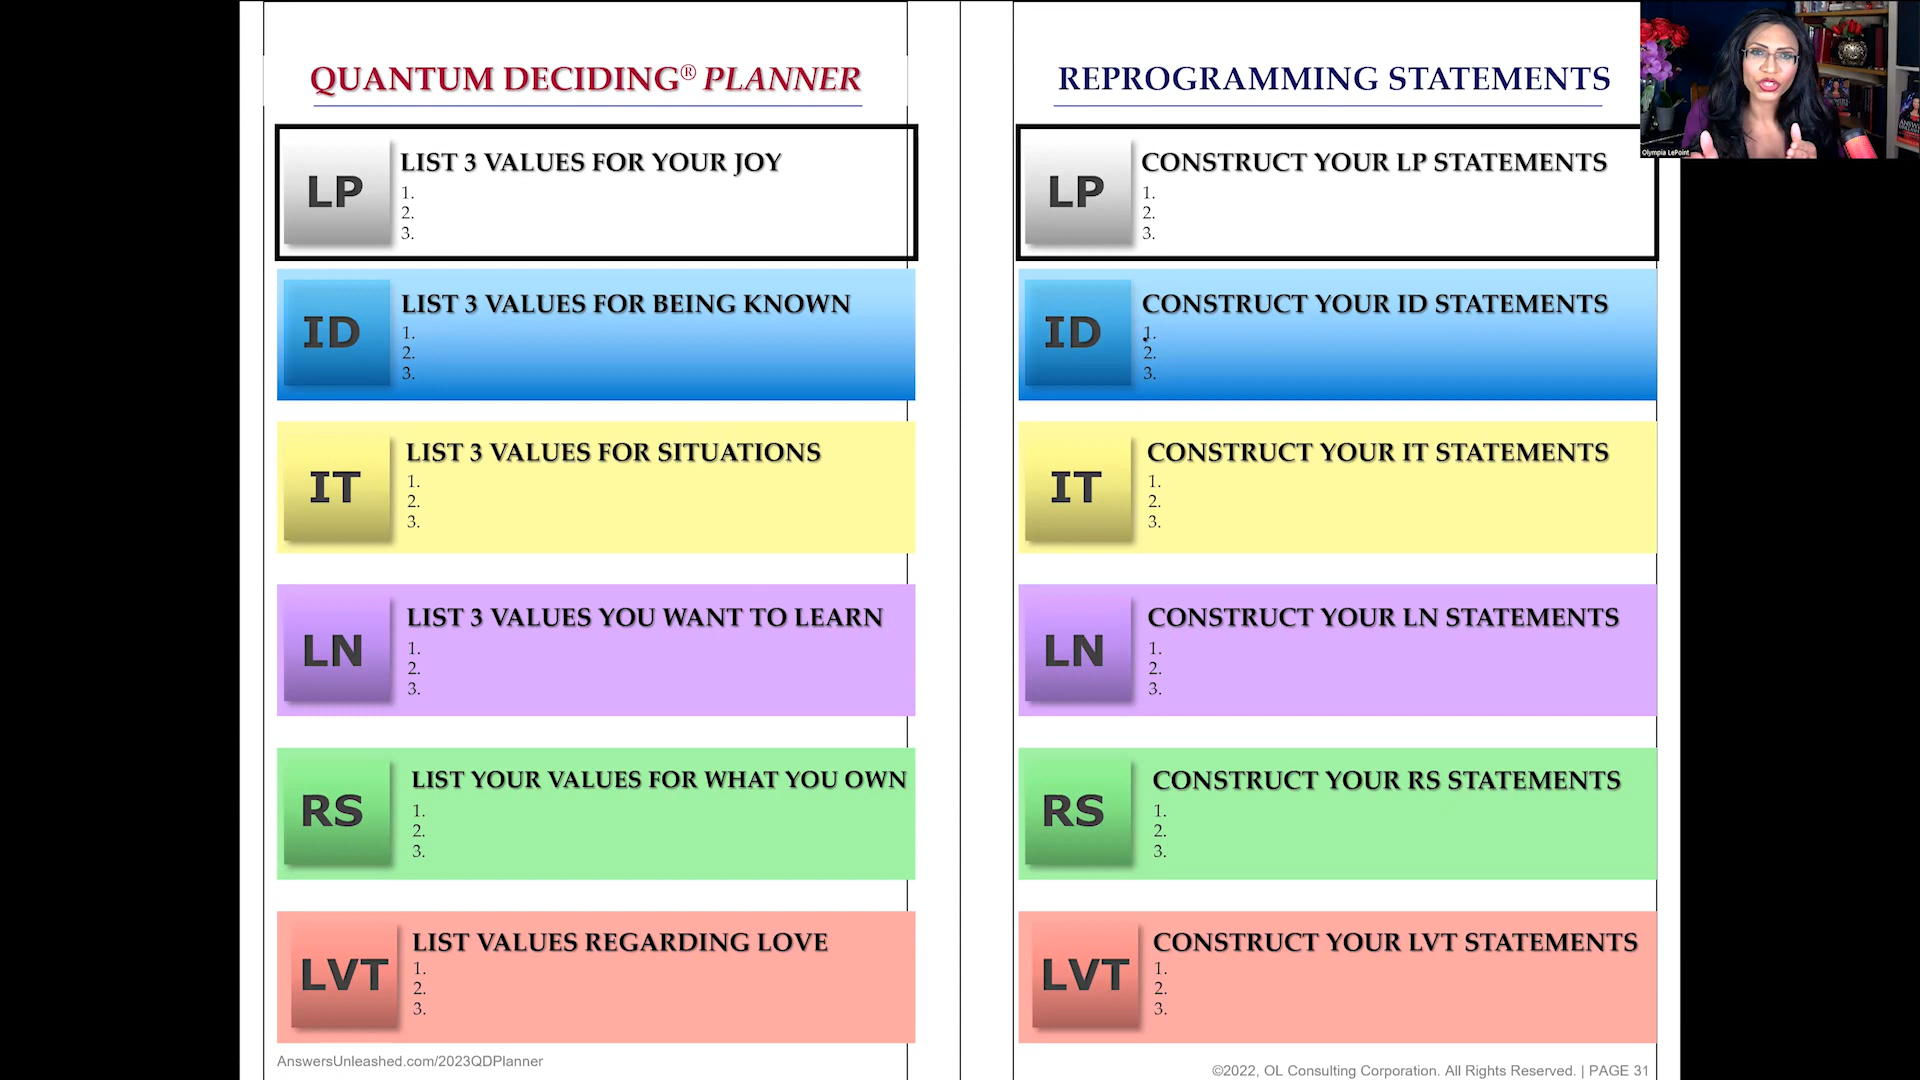 QUANTUM DECIDING® PLANNER
LP
LIST 3 VALUES FOR YOUR JOY
1.
2.
3.
ID
LIST 3 VALUES FOR BEING KNOWN
1.
2.
3.
IT
LIST 3 VALUES FOR SITUATIONS
1.
2.
3.
LN
LIST 3 VALUES YOU WANT TO LEARN
1.
2.
3.
RS
LIST YOUR VALUES FOR WHAT YOU OWN
1.
2.
3.
LVT
LIST VALUES REGARDING LOVE
1.
2.
3.
AnswersUnleashed.com/2023QDPlanner
REPROGRAMMING STATEMENTS
LP
CONSTRUCT YOUR LP STATEMENTS
1.
2.
3.
ID
CONSTRUCT YOUR ID STATEMENTS
1.
2.
3.
IT
CONSTRUCT YOUR IT STATEMENTS
1.
2.
3.
LN
CONSTRUCT YOUR LN STATEMENTS
1.
2.
3.
RS
CONSTRUCT YOUR RS STATEMENTS
1.
2.
3.
LVT
CONSTRUCT YOUR LVT STATEMENTS
1.
2.
3.
©2022, OL Consulting Corporation. All Rights Reserved. | PAGE 31
Olympia LePoint